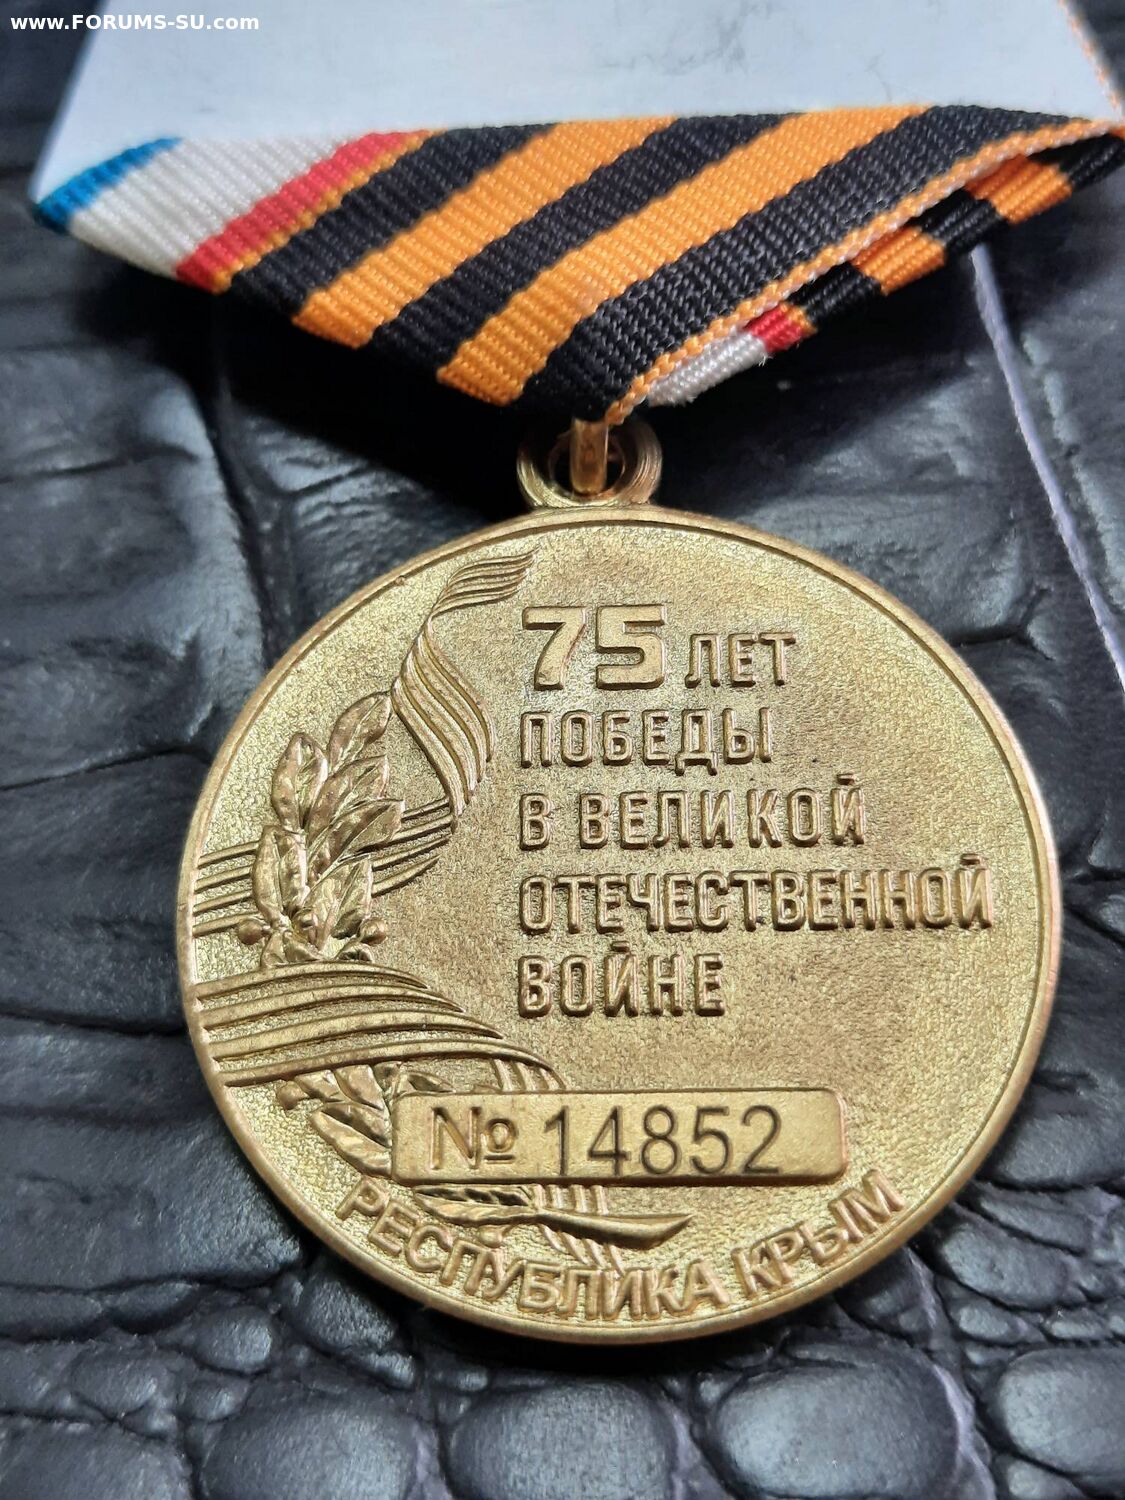 www.FORUMS-SU.com
75 ЛЕТ
ПОБЕДЫ
В ВЕЛИКОЙ
ОТЕЧЕСТВЕННОЙ
ВОЙНЕ
№ 14852
РЕСПУБЛИКА КРЫМ